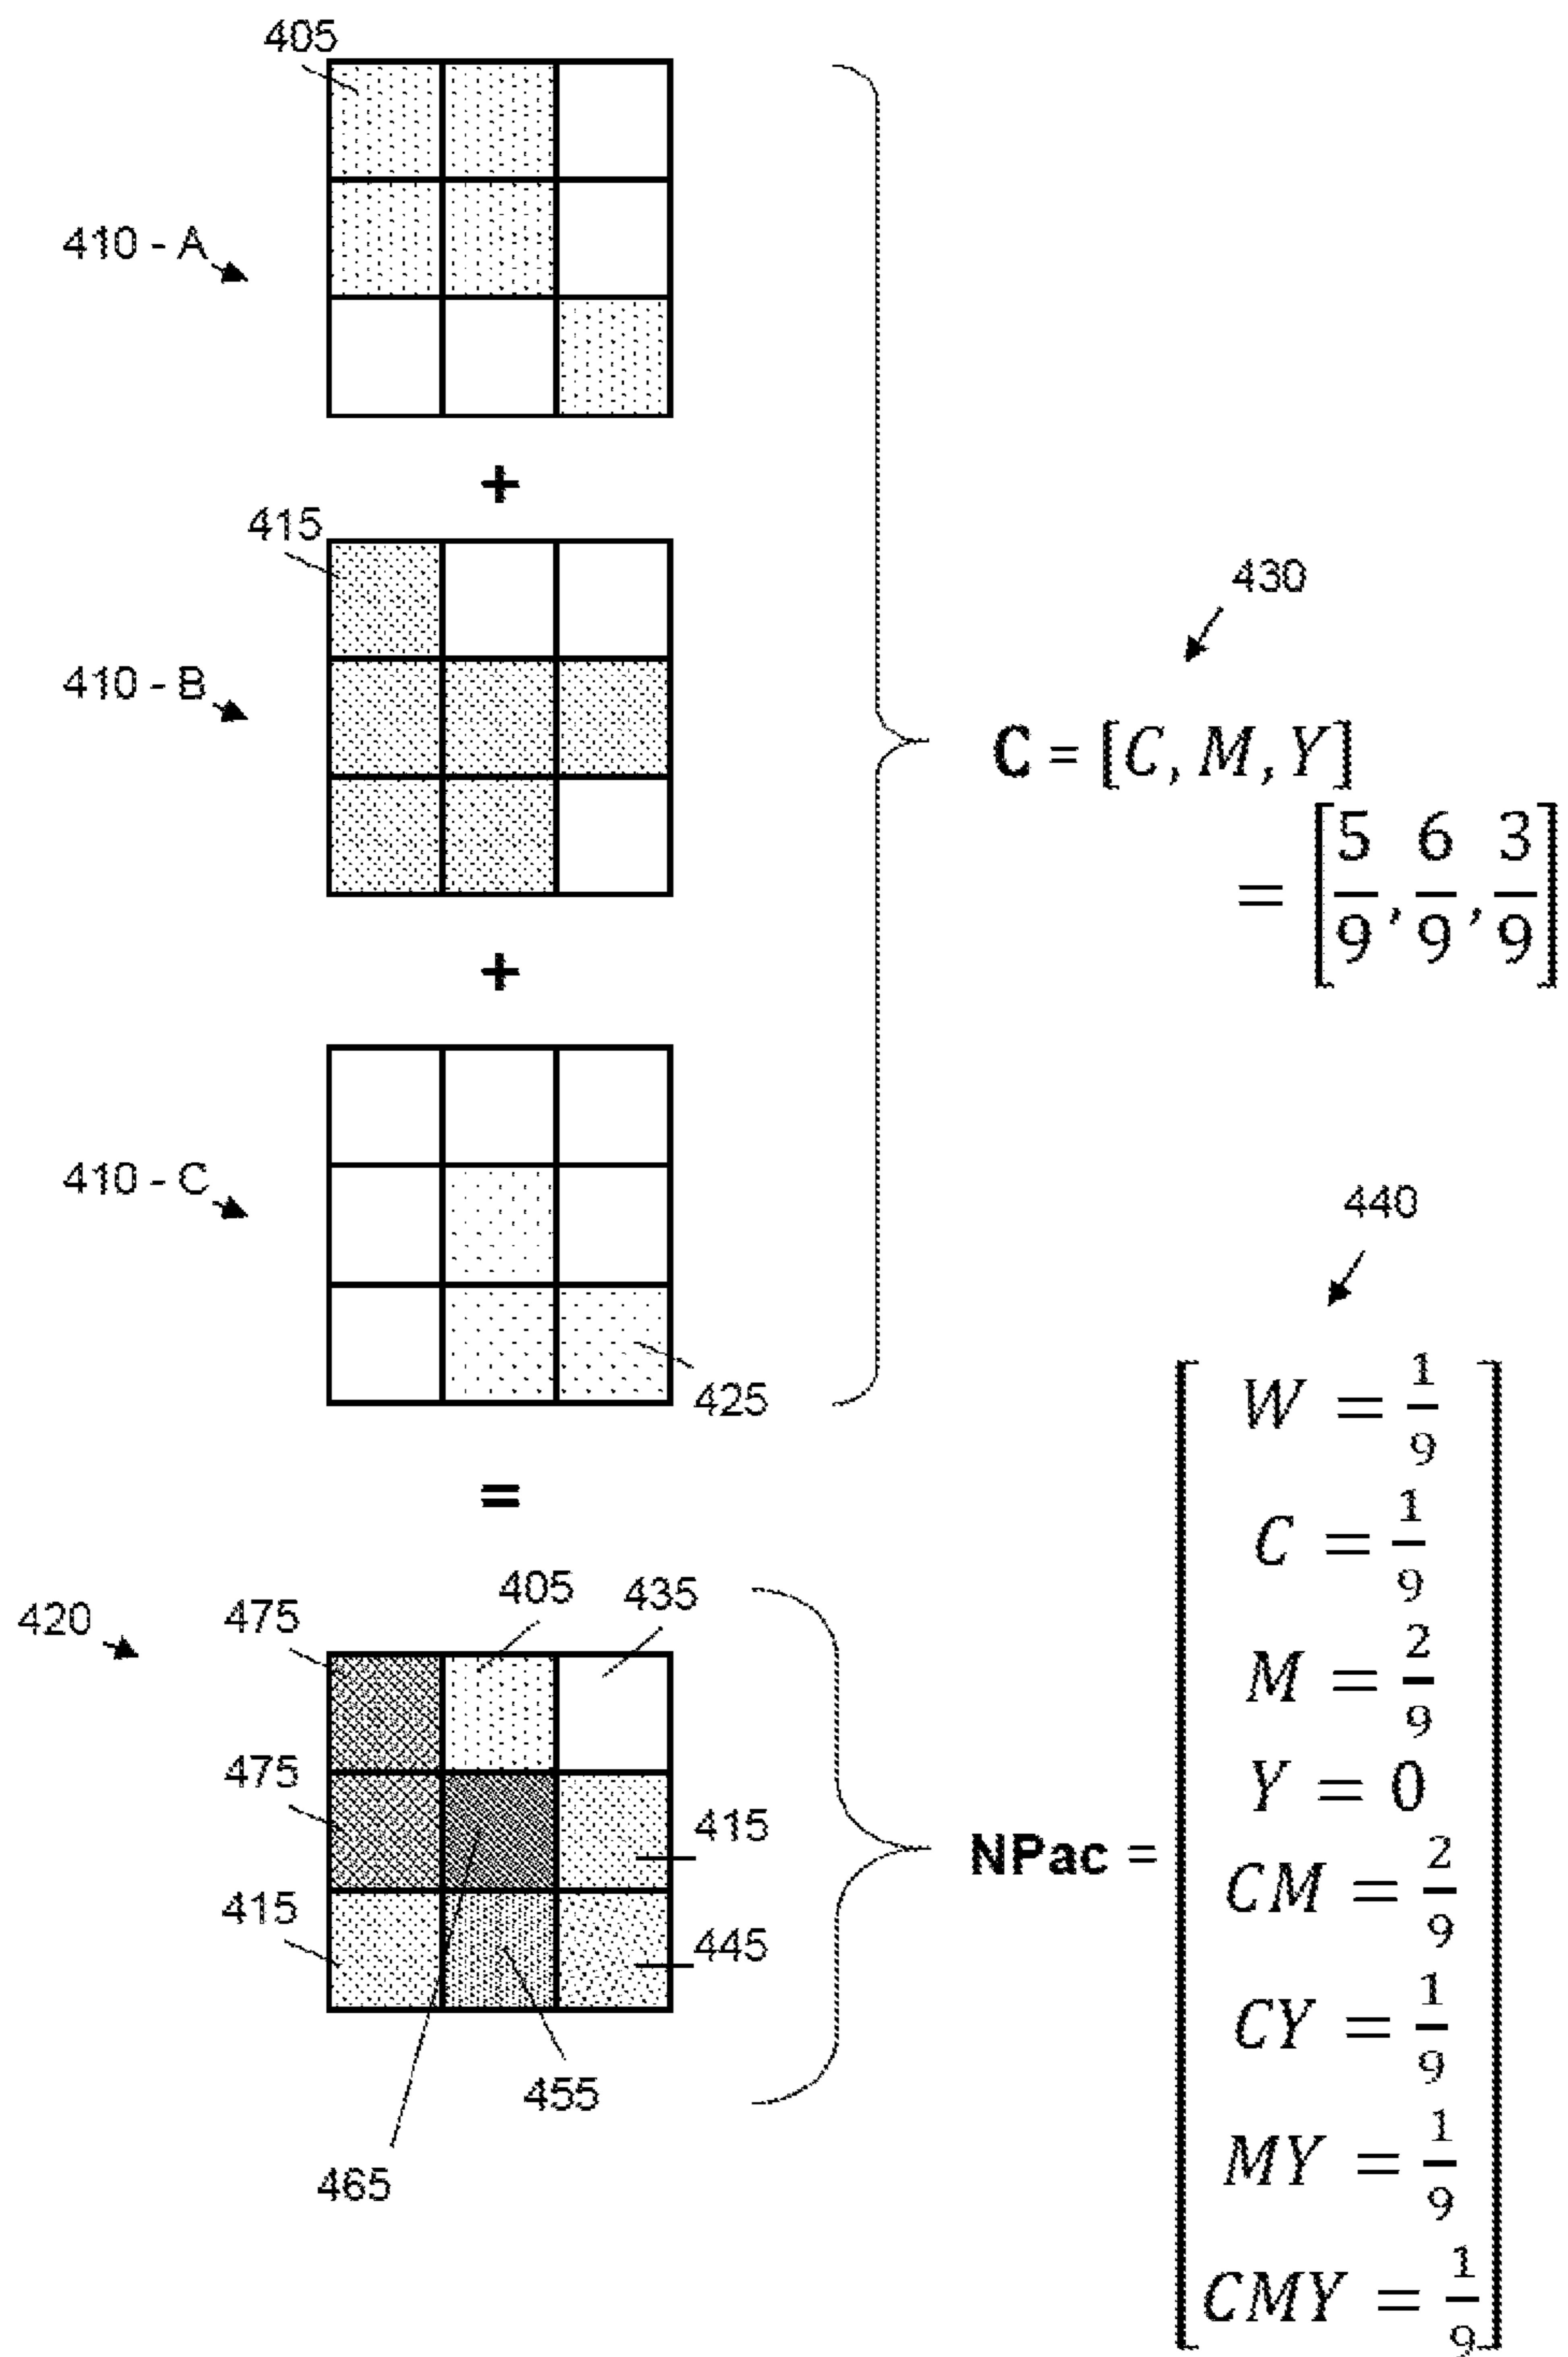 405
410 - A
+
415
410 - B
+
410 - C
425
=
430
C = [C, M, Y]
= [5/9, 6/9, 3/9]
440
420
475
405
435
475
415
415
445
455
465
NPac =
W = 1/9
C = 1/9
M = 2/9
Y = 0
CM = 2/9
CY = 1/9
MY = 1/9
CMY = 1/9